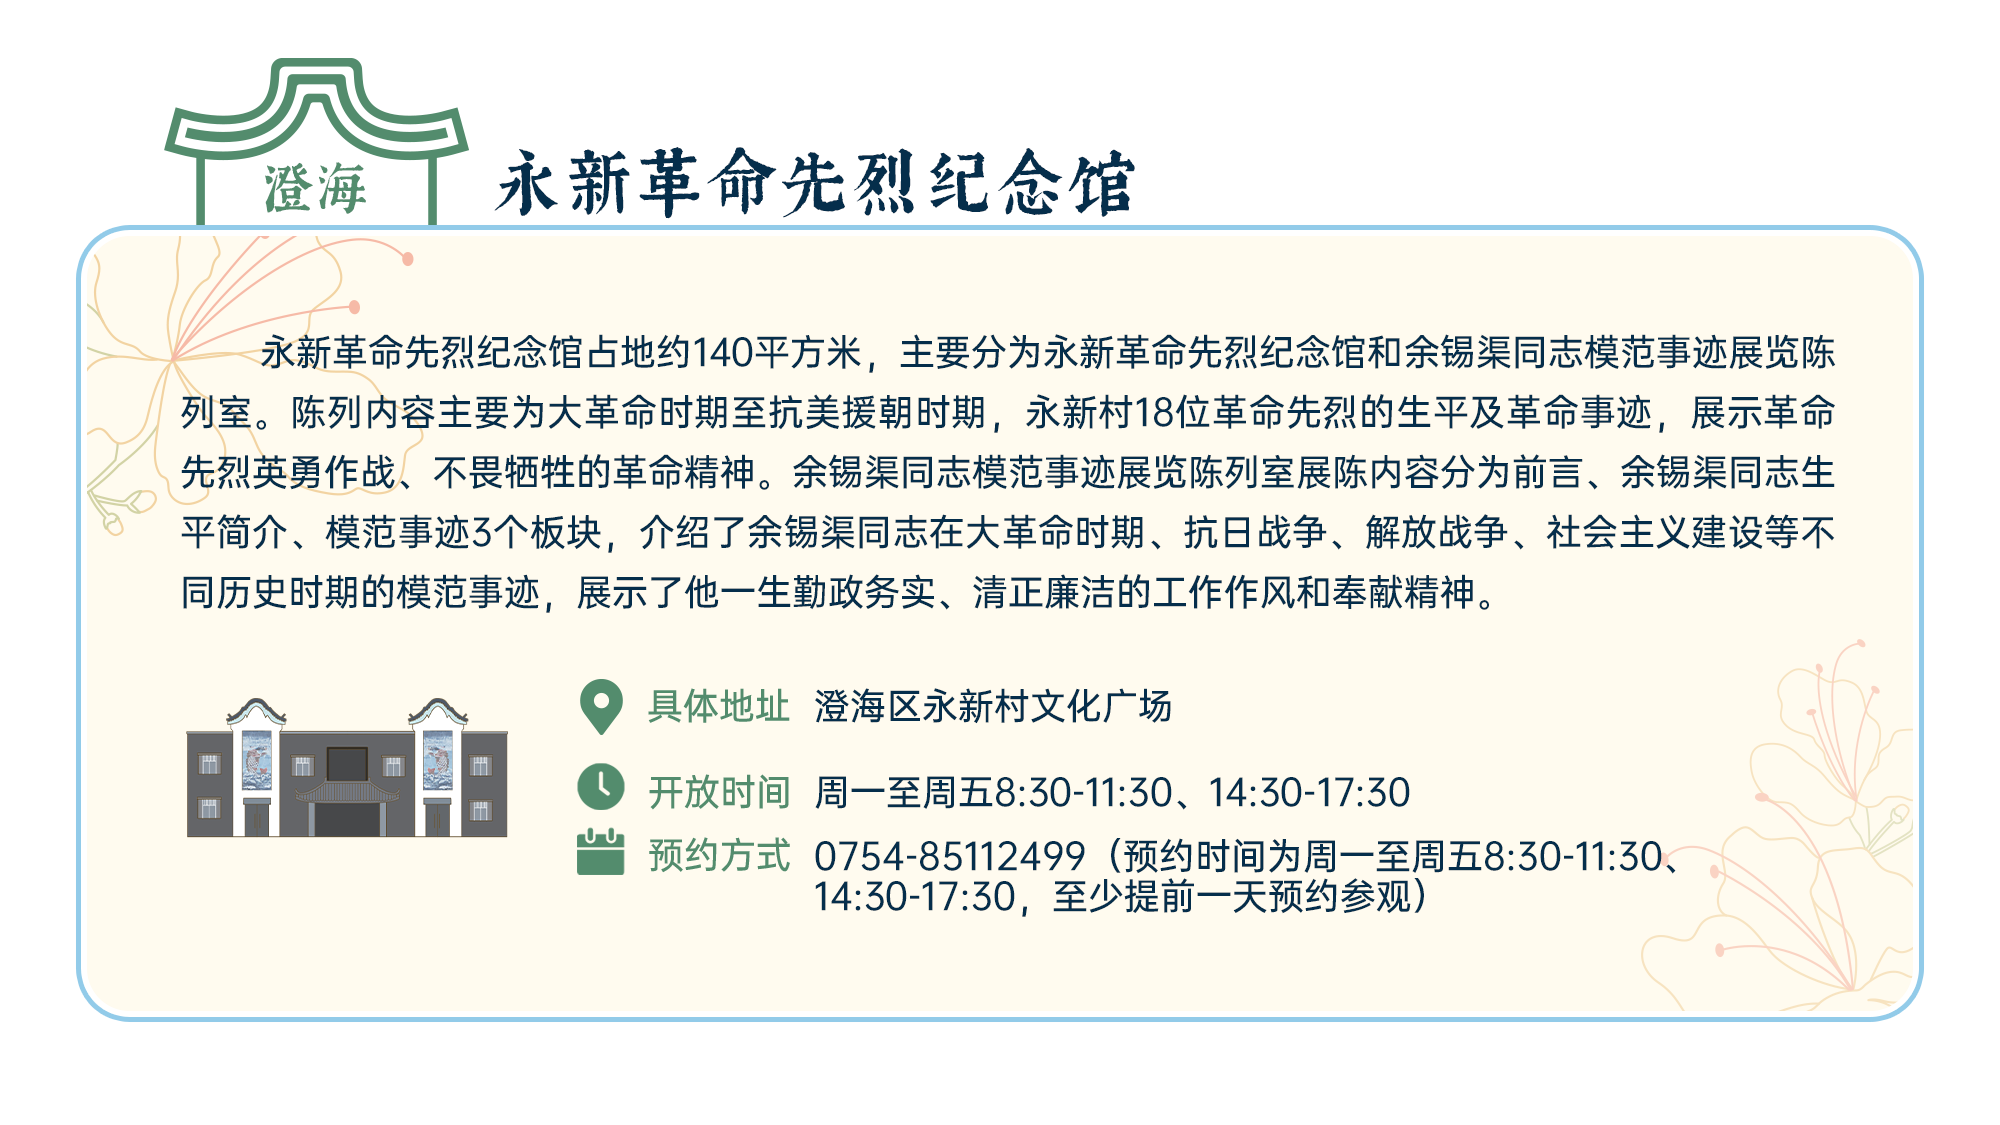 澄海
永新革命先烈纪念馆
永新革命先烈纪念馆占地约140平方米，主要分为永新革命先烈纪念馆和余锡渠同志模范事迹展览陈
列室。陈列内容主要为大革命时期至抗美援朝时期，永新村18位革命先烈的生平及革命事迹，展示革命
先烈英勇作战、不畏牺牲的革命精神。余锡渠同志模范事迹展览陈列室展陈内容分为前言、余锡渠同志生
平简介、模范事迹3个板块，介绍了余锡渠同志在大革命时期、抗日战争、解放战争、社会主义建设等不
同历史时期的模范事迹，展示了他一生勤政务实、清正廉洁的工作作风和奉献精神。
具体地址 澄海区永新村文化广场
开放时间 周一至周五8:30-11:30、14:30-17:30
预约方式 0754-85112499（预约时间为周一至周五8:30-11:30、
14:30-17:30，至少提前一天预约参观）